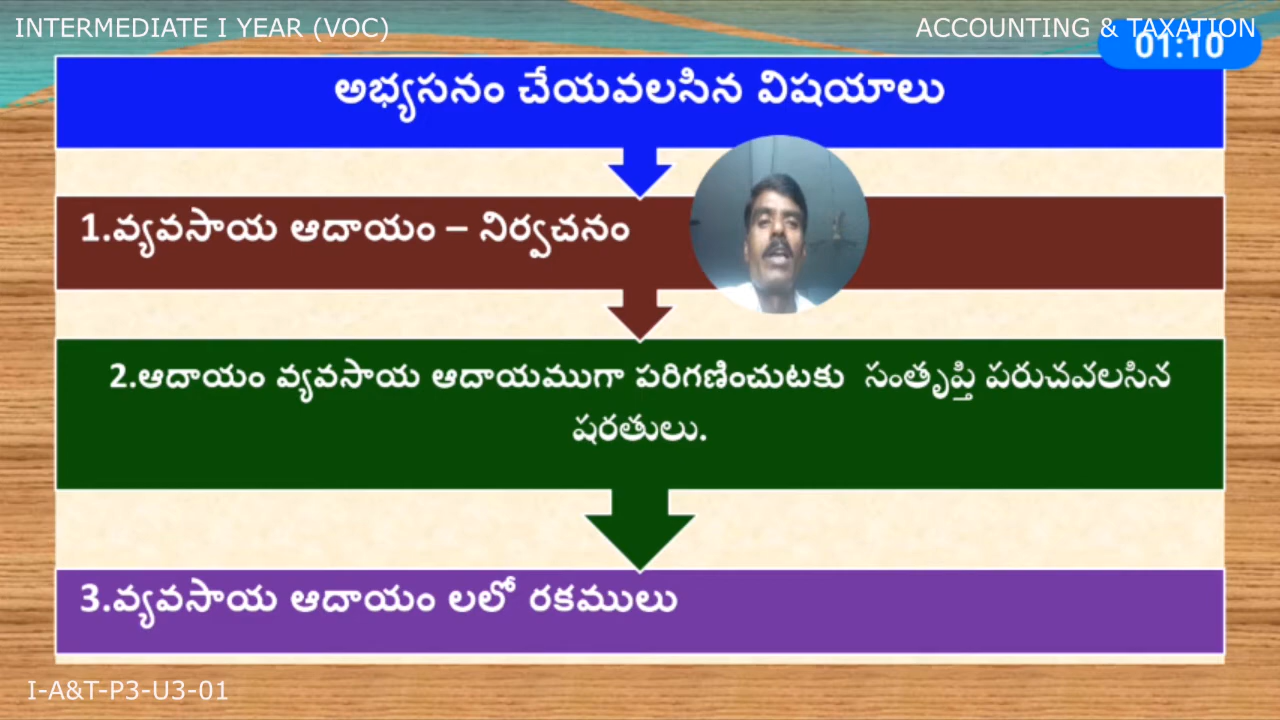 INTERMEDIATE I YEAR (VOC)
ACCOUNTING & TAXATION
01:10
అభ్యసనం చేయవలసిన విషయాలు
1.వ్యవసాయ ఆదాయం – నిర్వచనం
2.ఆదాయం వ్యవసాయ ఆదాయముగా పరిగణించుటకు సంతృప్తి పరుచవలసిన
షరతులు.
3.వ్యవసాయ ఆదాయం లలో రకములు
I-A&T-P3-U3-01